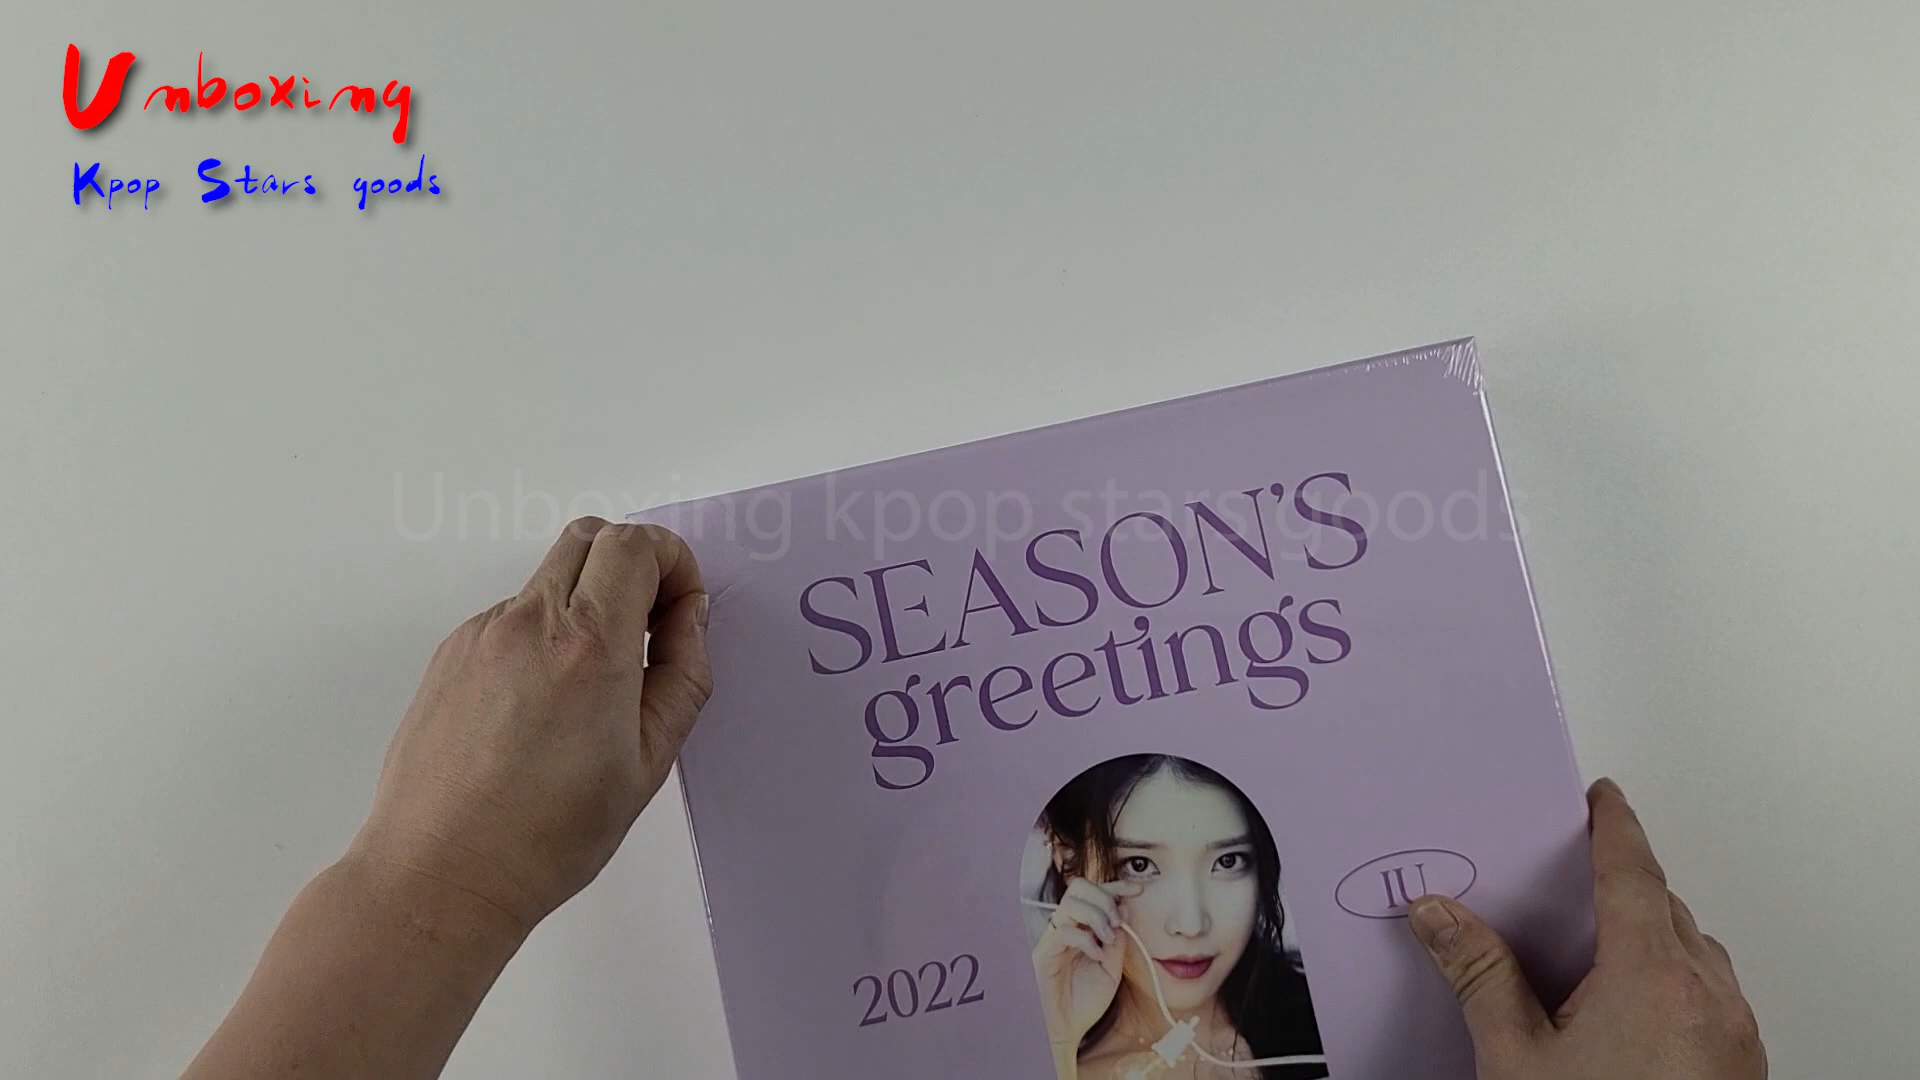 Unboxing
Kpop Stars goods
Unboxing kpop stars goods
SEASON'S
greetings
IU
2022